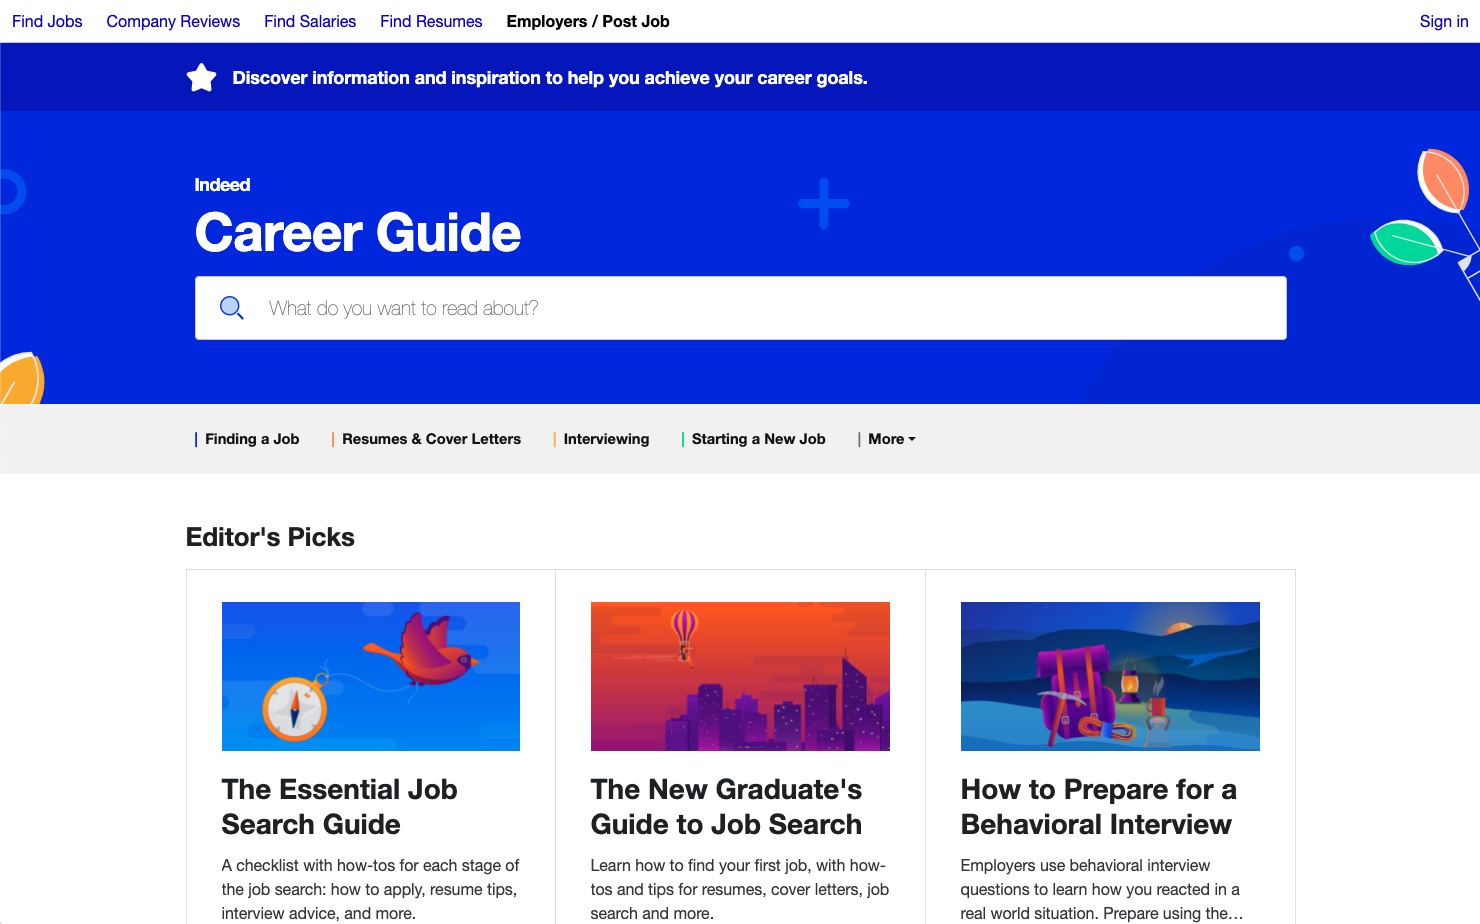 Find Jobs Company Reviews Find Salaries Find Resumes Employers / Post Job Sign in
Discover information and inspiration to help you achieve your career goals.
Indeed
Career Guide
What do you want to read about?
Finding a Job Resumes & Cover Letters Interviewing Starting a New Job More
Editor's Picks
The Essential Job
Search Guide
A checklist with how-tos for each stage of
the job search: how to apply, resume tips,
interview advice, and more.
The New Graduate's
Guide to Job Search
Learn how to find your first job, with how-
tos and tips for resumes, cover letters, job
search and more.
How to Prepare for a
Behavioral Interview
Employers use behavioral interview
questions to learn how you reacted in a
real world situation. Prepare using the…